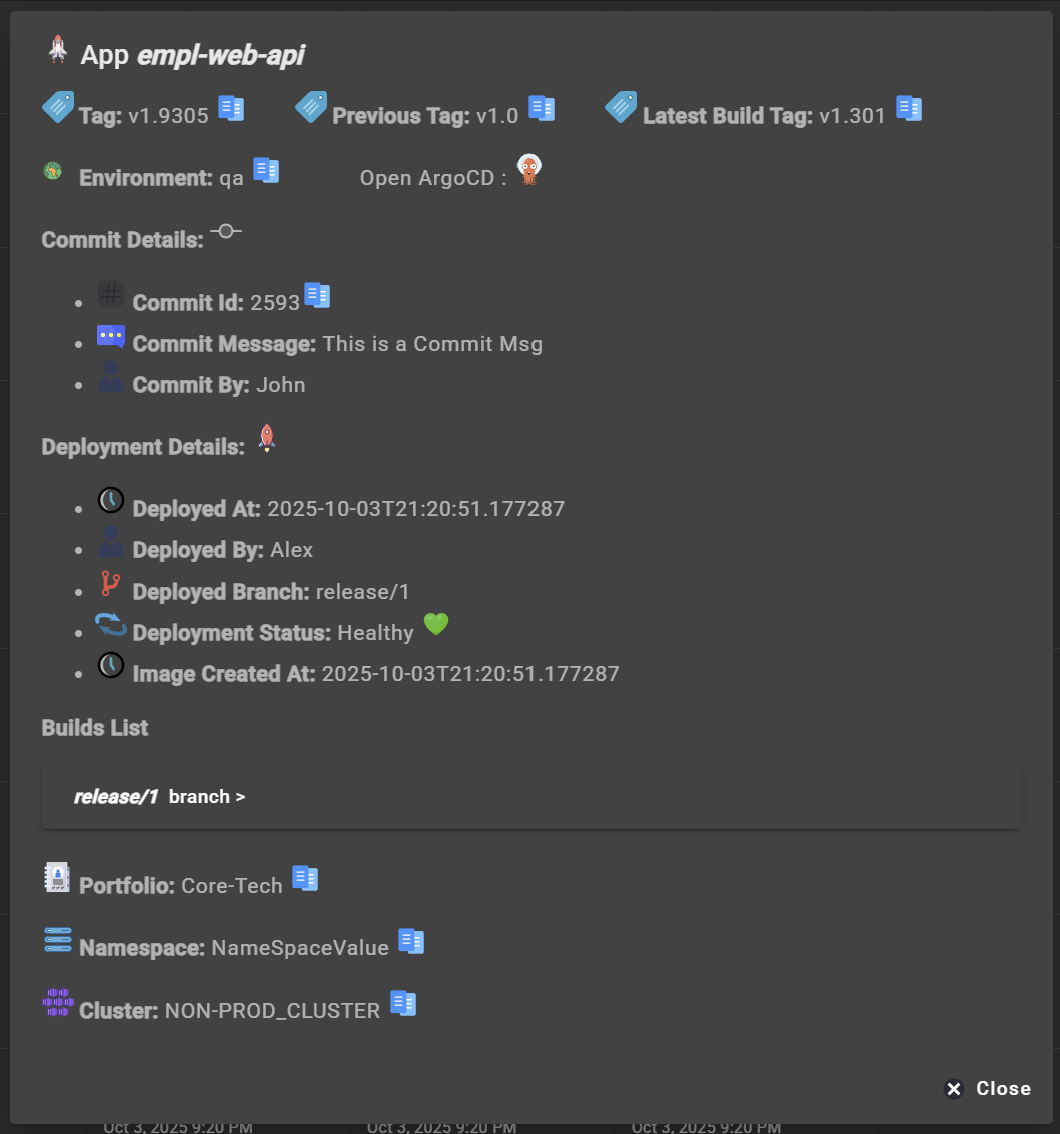 App empl-web-api
Tag: v1.9305 Previous Tag: v1.0 Latest Build Tag: v1.301
Environment: qa Open ArgoCD :
Commit Details:
# Commit Id: 2593
Commit Message: This is a Commit Msg
Commit By: John
Deployment Details:
Deployed At: 2025-10-03T21:20:51.177287
Deployed By: Alex
Deployed Branch: release/1
Deployment Status: Healthy
Image Created At: 2025-10-03T21:20:51.177287
Builds List
release/1 branch >
Portfolio: Core-Tech
Namespace: NameSpaceValue
Cluster: NON-PROD_CLUSTER
Close
Oct 3, 2025 9:20 PM Oct 3, 2025 9:20 PM Oct 3, 2025 9:20 PM